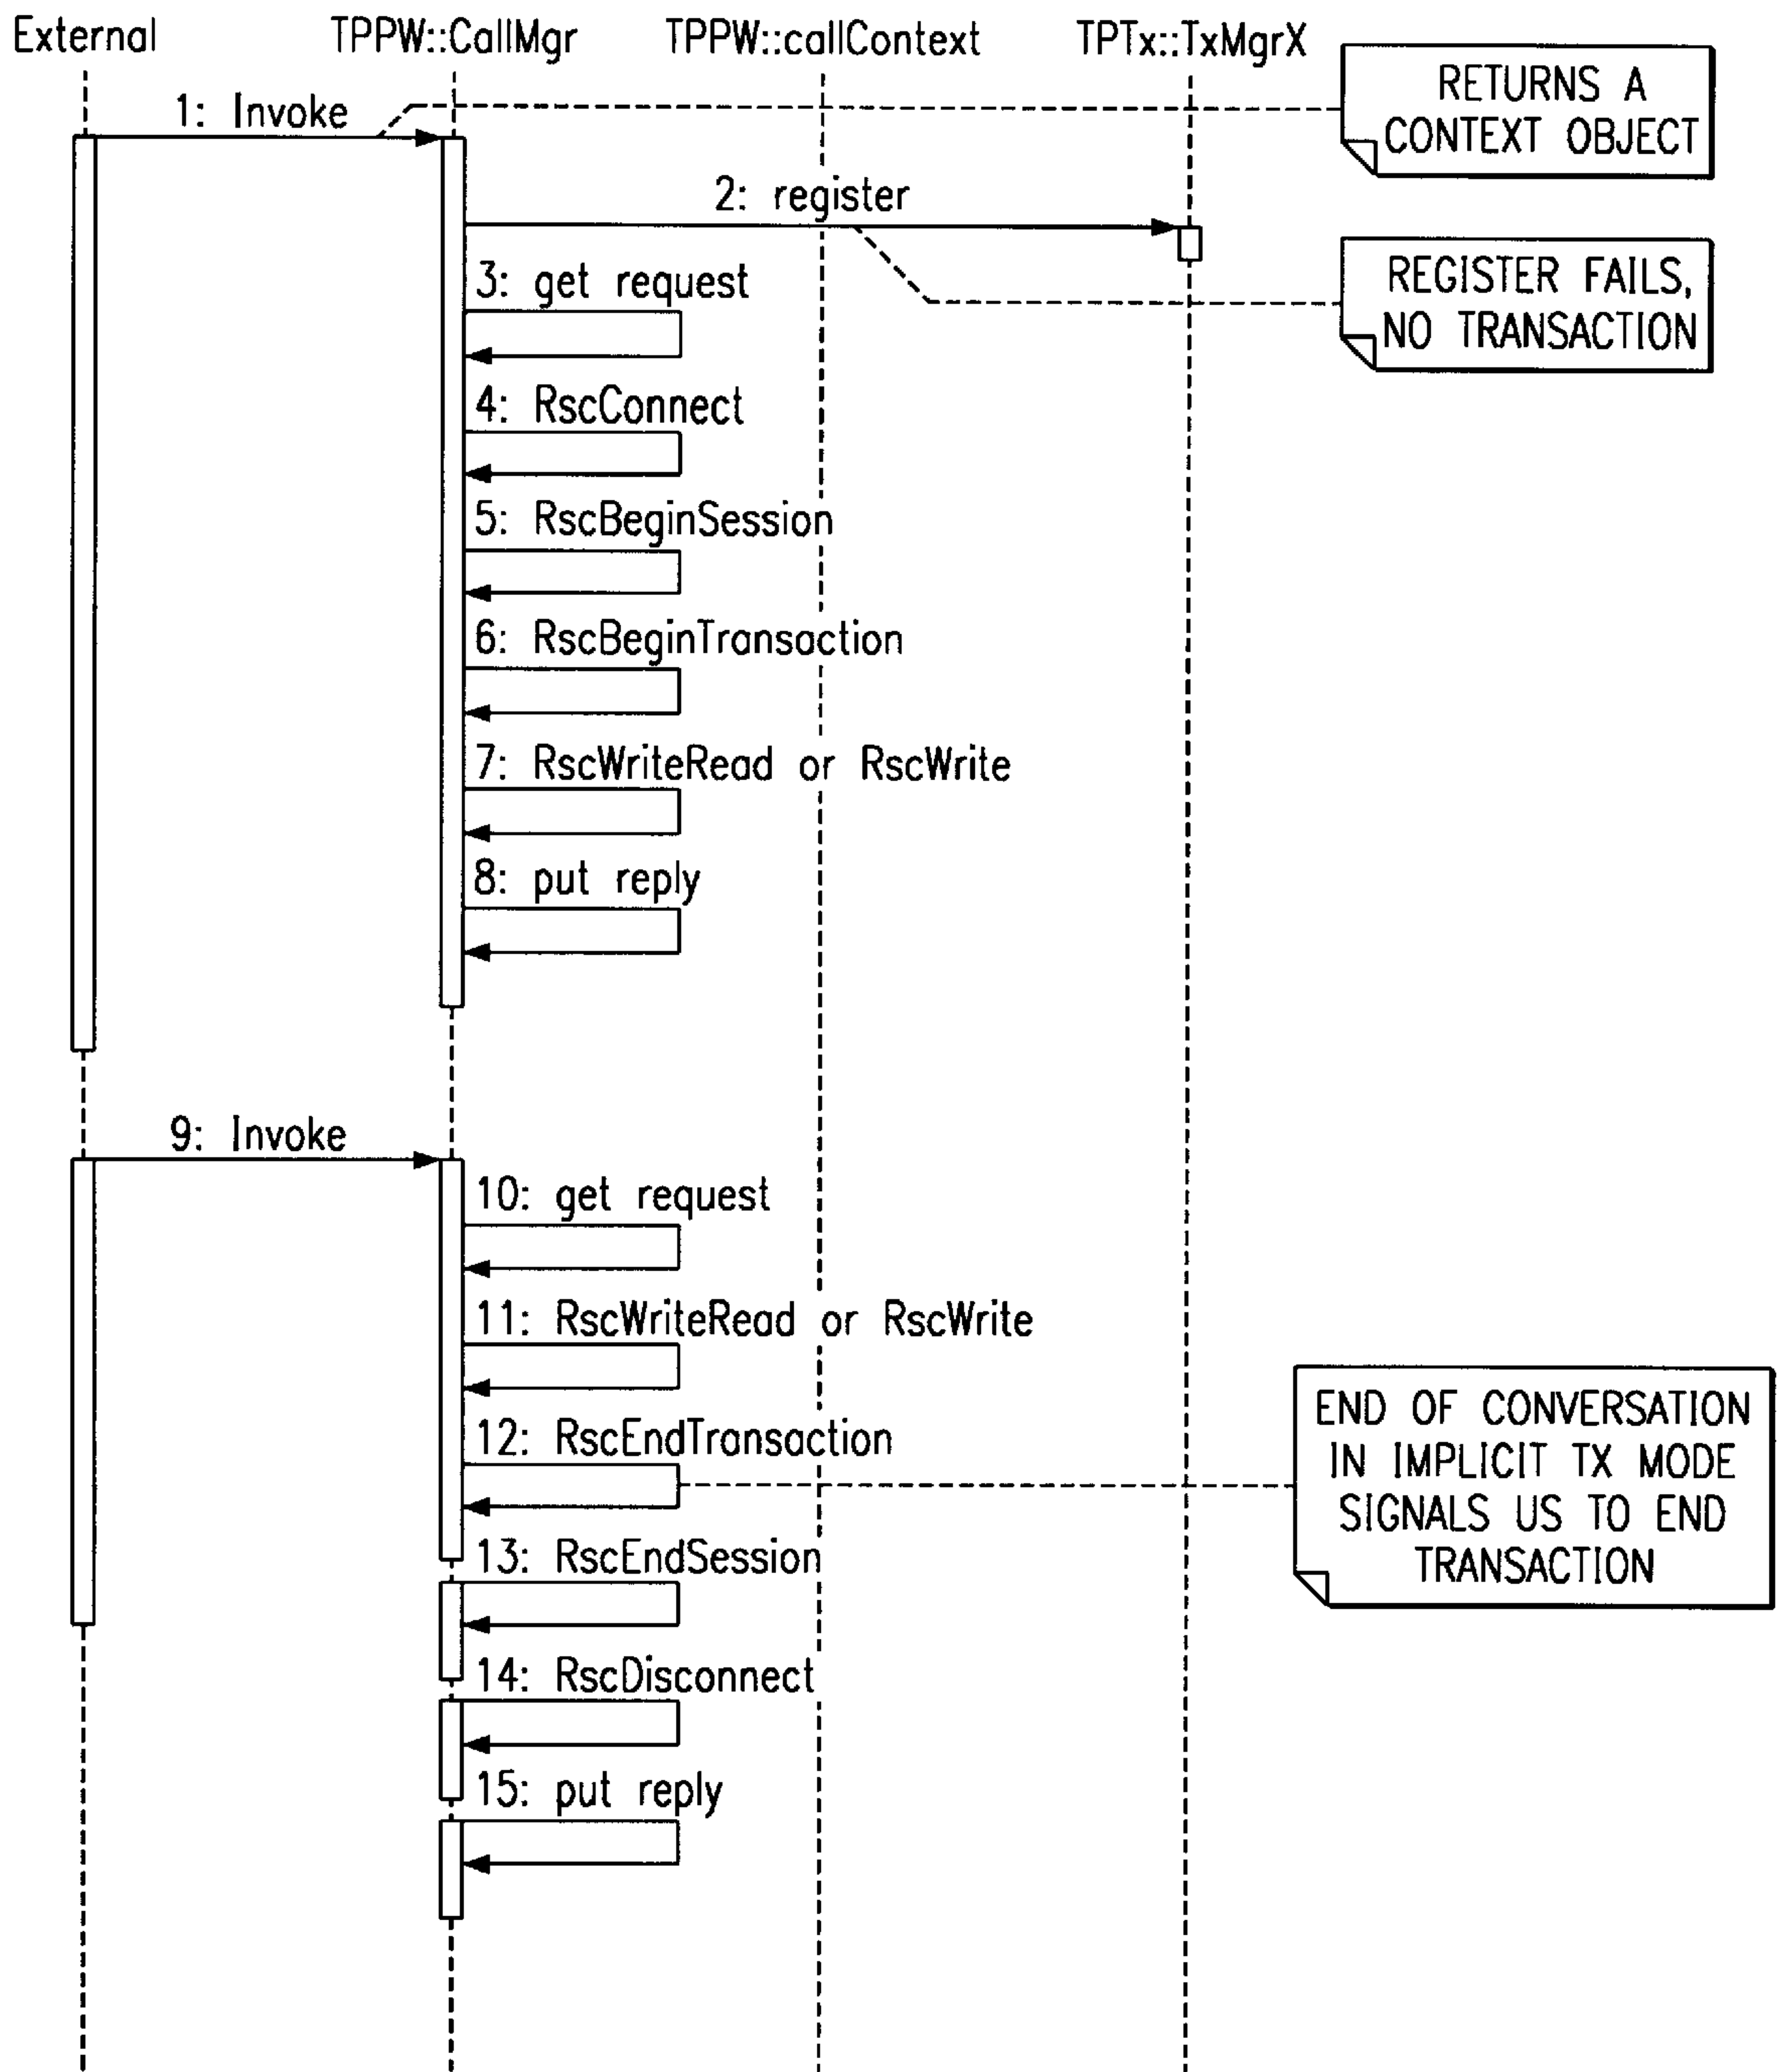 External
TPPW::CallMgr
TPPW::callContext
TPTx::TxMgrX
RETURNS A
CONTEXT OBJECT
1: Invoke
2: register
REGISTER FAILS,
NO TRANSACTION
3: get request
4: RscConnect
5: RscBeginSession
6: RscBeginTransaction
7: RscWriteRead or RscWrite
8: put reply
9: Invoke
10: get request
11: RscWriteRead or RscWrite
12: RscEndTransaction
END OF CONVERSATION
IN IMPLICIT TX MODE
SIGNALS US TO END
TRANSACTION
13: RscEndSession
14: RscDisconnect
15: put reply